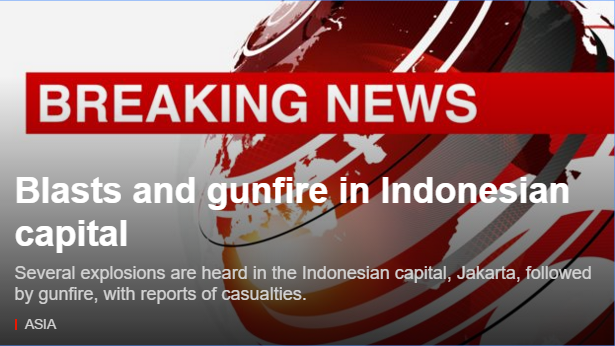 BREAKING NEWS
Blasts and gunfire in Indonesian
capital
Several explosions are heard in the Indonesian capital, Jakarta, followed
by gunfire, with reports of casualties.
ASIA